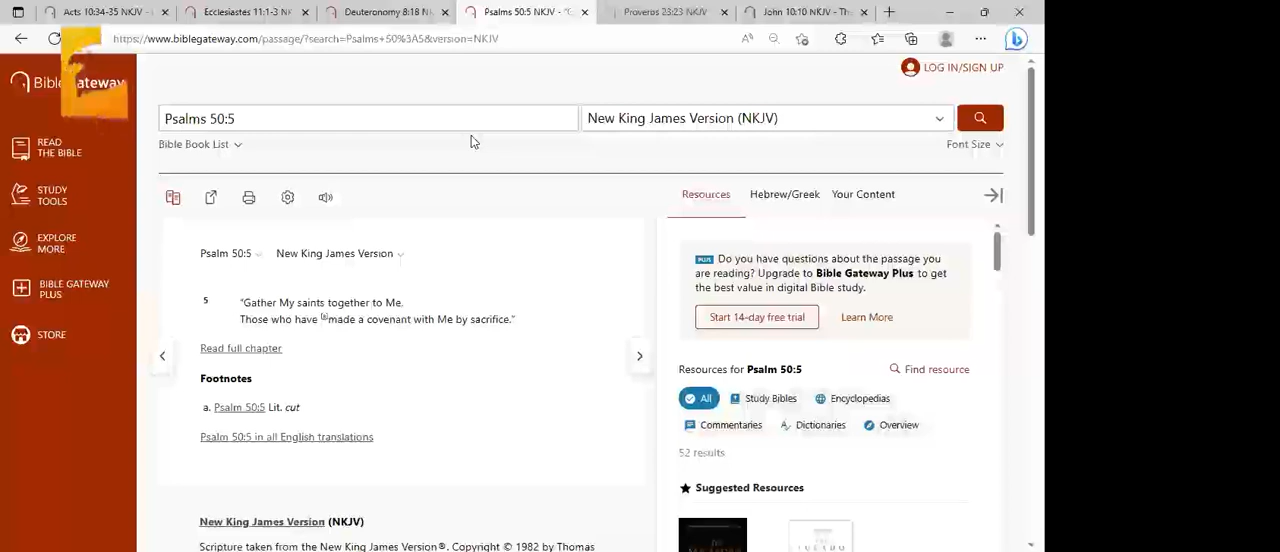 Acts 10:34-35 NKJV -
Ecclesiastes 11:1-3 NK
Deuteronomy 8:18 NK
Psalms 50:5 NKJV - "G
Proverbs 23:23 NKJV
John 10:10 NKJV - The
https://www.biblegateway.com/passage/?search=Psalms+50%3A5&version=NKJV
LOG IN/SIGN UP
Bible Gateway
Psalms 50:5
New King James Version (NKJV)
Bible Book List
Font Size
READ
THE BIBLE
STUDY
TOOLS
EXPLORE
MORE
BIBLE GATEWAY
PLUS
STORE
Resources
Hebrew/Greek
Your Content
Psalm 50:5
New King James Version
5 "Gather My saints together to Me,
Those who have [a]made a covenant with Me by sacrifice."
Read full chapter
Footnotes
a. Psalm 50:5 Lit. cut
Psalm 50:5 in all English translations
New King James Version (NKJV)
Scripture taken from the New King James Version®. Copyright © 1982 by Thomas
PLUS Do you have questions about the passage
you are reading? Upgrade to Bible Gateway Plus to get
the best value in digital Bible study.
Start 14-day free trial
Learn More
Resources for Psalm 50:5
Find resource
All
Study Bibles
Encyclopedias
Commentaries
Dictionaries
Overview
52 results
Suggested Resources